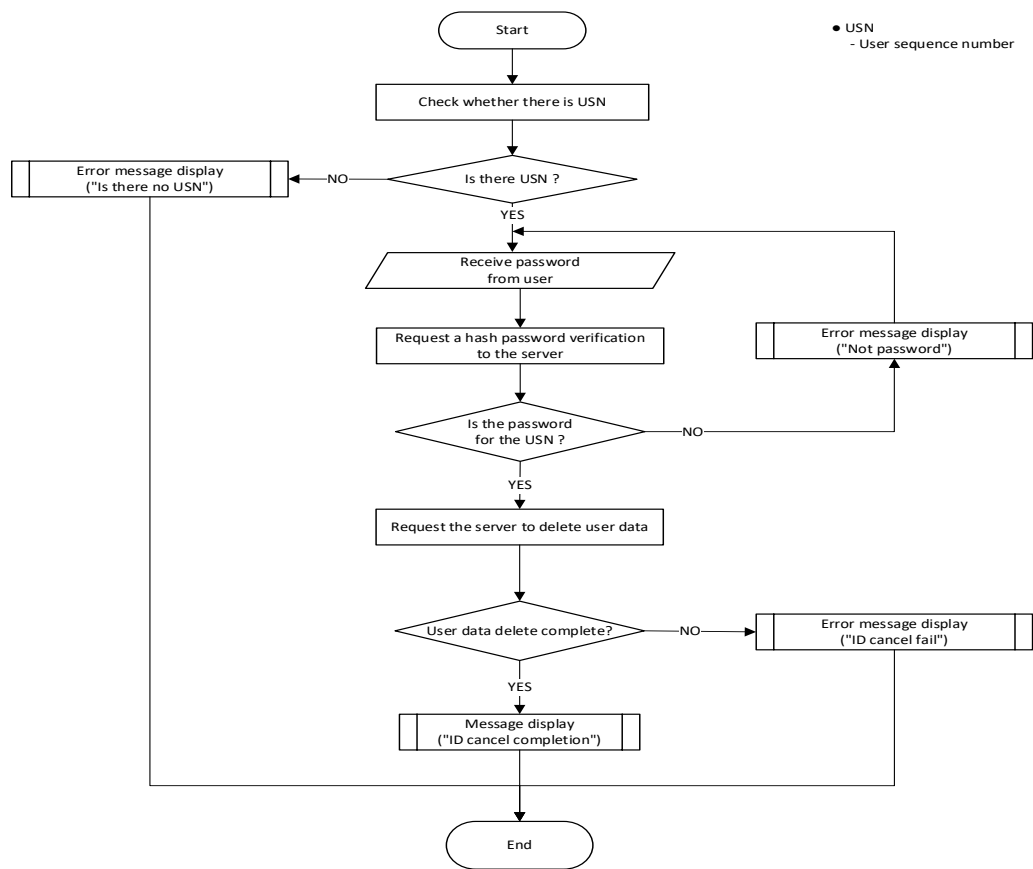 Start
● USN
- User sequence number
Check whether there is USN
Is there USN ?
NO
Error message display
("Is there no USN")
YES
Receive password
from user
Request a hash password verification
to the server
Error message display
("Not password")
Is the password
for the USN ?
NO
YES
Request the server to delete user data
User data delete complete?
NO
Error message display
("ID cancel fail")
YES
Message display
("ID cancel completion")
End